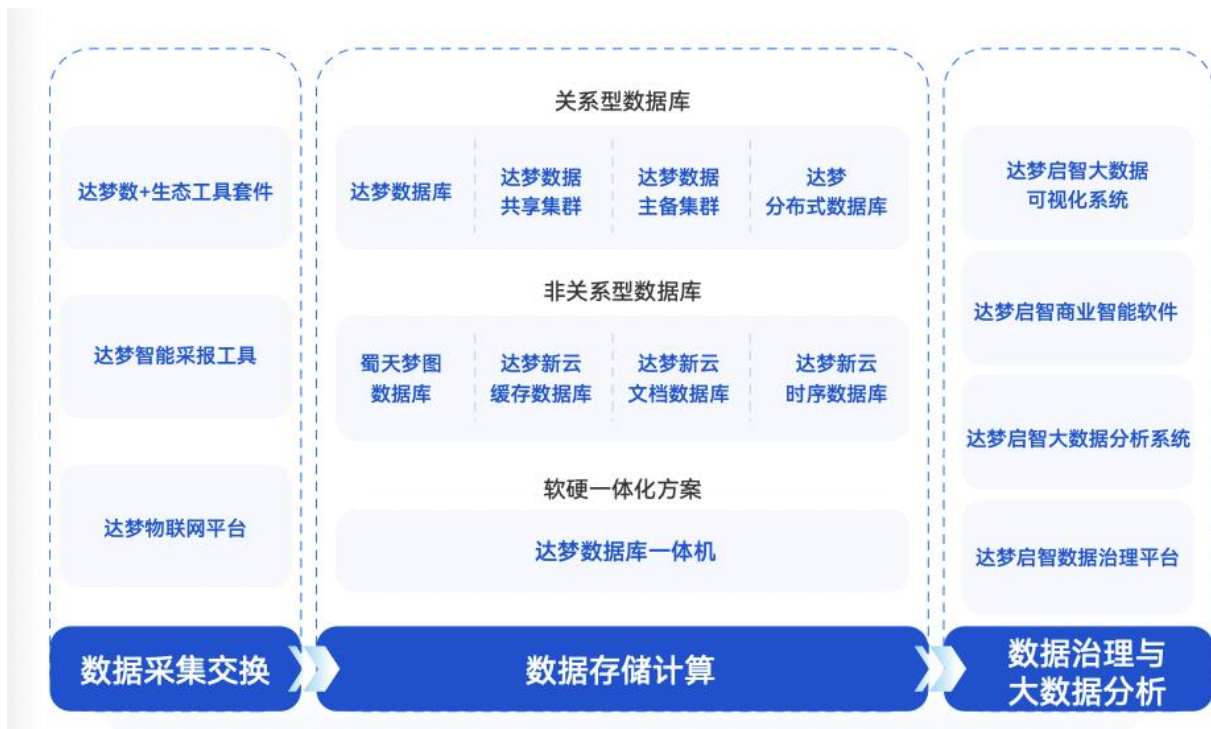 达梦数+生态工具套件
达梦智能采报工具
达梦物联网平台
数据采集交换
关系型数据库
达梦数据库
达梦数据
共享集群
达梦数据
主备集群
达梦
分布式数据库
非关系型数据库
蜀天梦图
数据库
达梦新云
缓存数据库
达梦新云
文档数据库
达梦新云
时序数据库
软硬一体化方案
达梦数据库一体机
数据存储计算
达梦启智大数据
可视化系统
达梦启智商业智能软件
达梦启智大数据分析系统
达梦启智数据治理平台
数据治理与
大数据分析